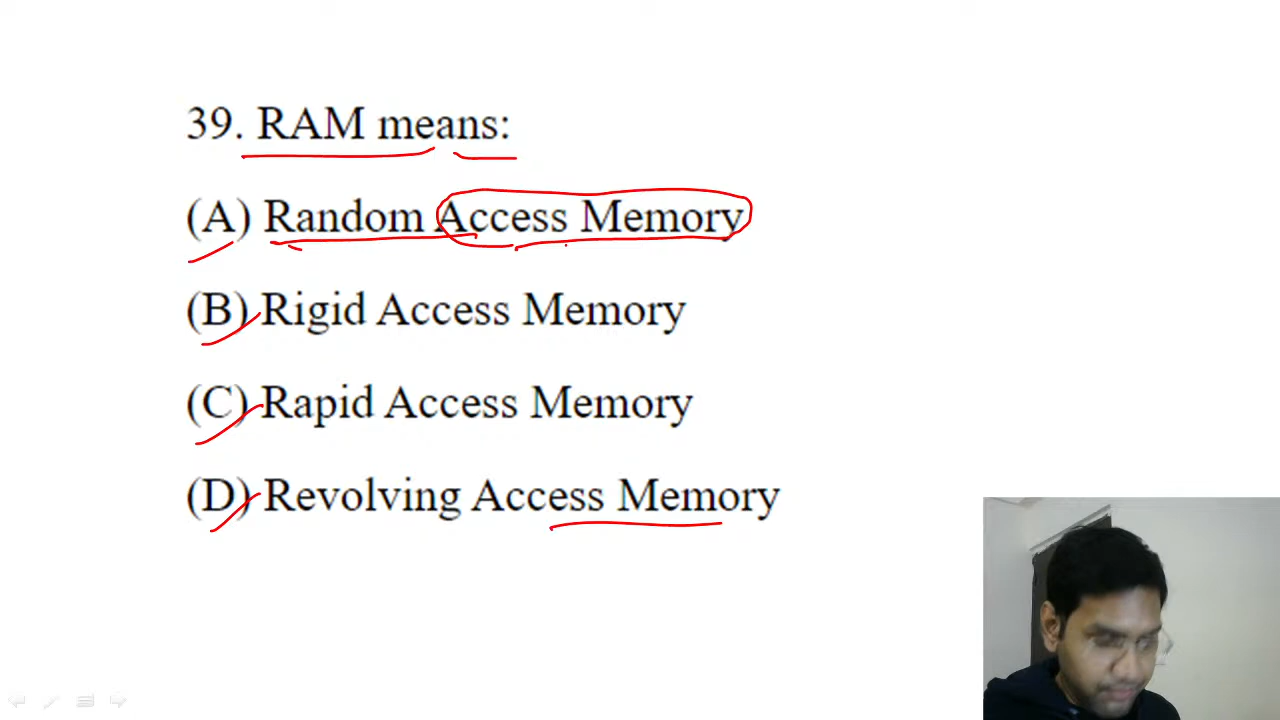 39. RAM means:
(A) Random Access Memory
(B) Rigid Access Memory
(C) Rapid Access Memory
(D) Revolving Access Memory